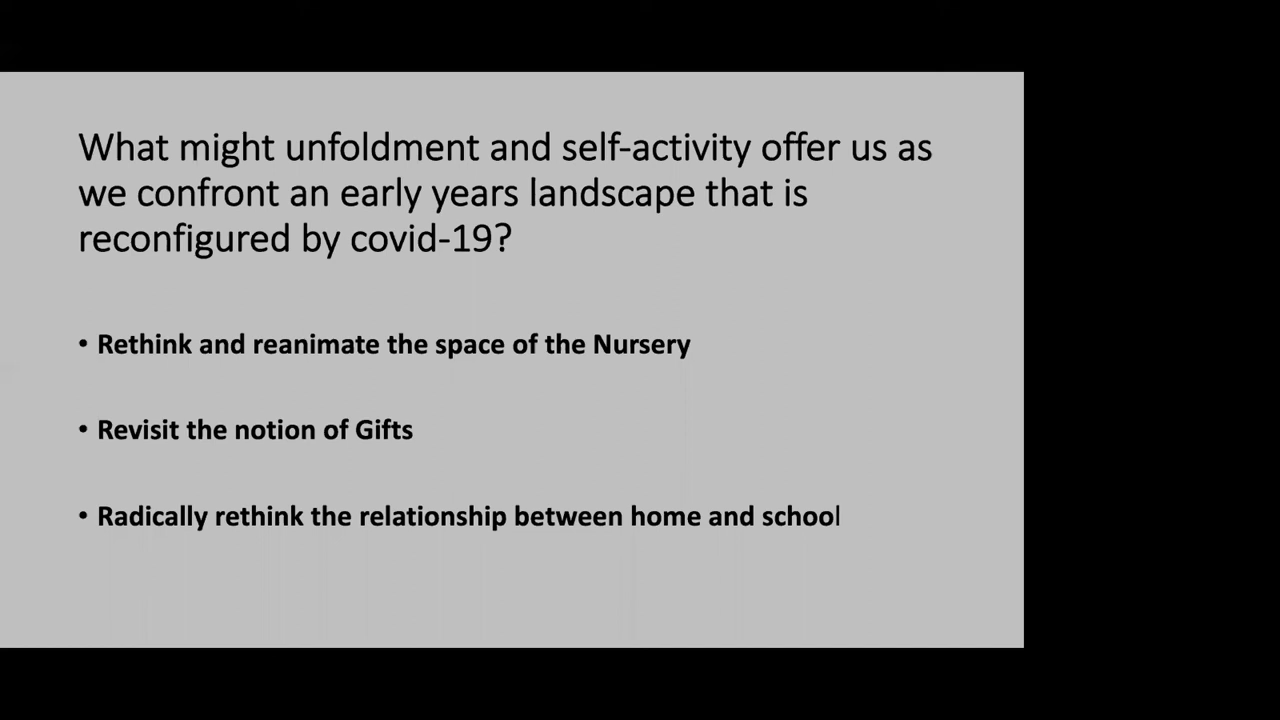 What might unfoldment and self-activity offer us as
we confront an early years landscape that is
reconfigured by covid-19?
• Rethink and reanimate the space of the Nursery
• Revisit the notion of Gifts
• Radically rethink the relationship between home and school